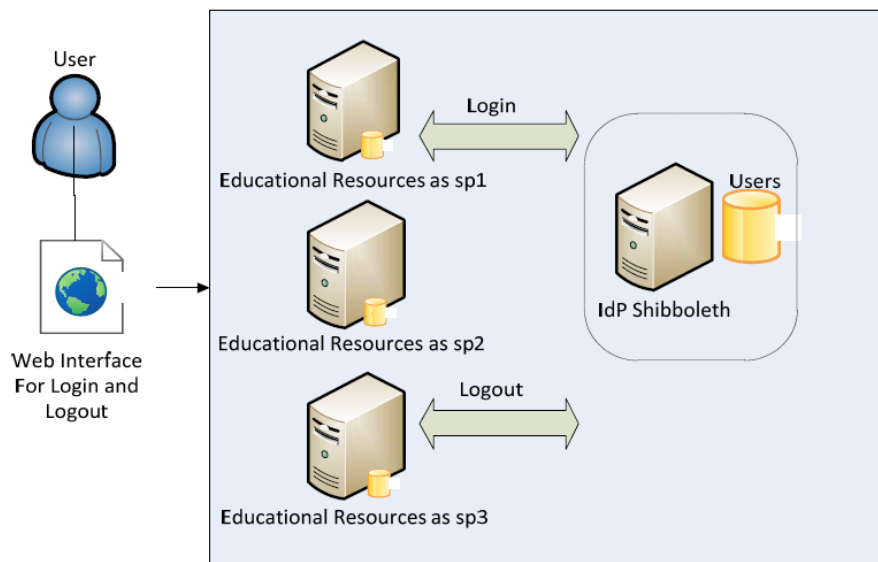 User
Web Interface
For Login and
Logout
Educational Resources as sp1
Login
Educational Resources as sp2
Users
IdP Shibboleth
Logout
Educational Resources as sp3